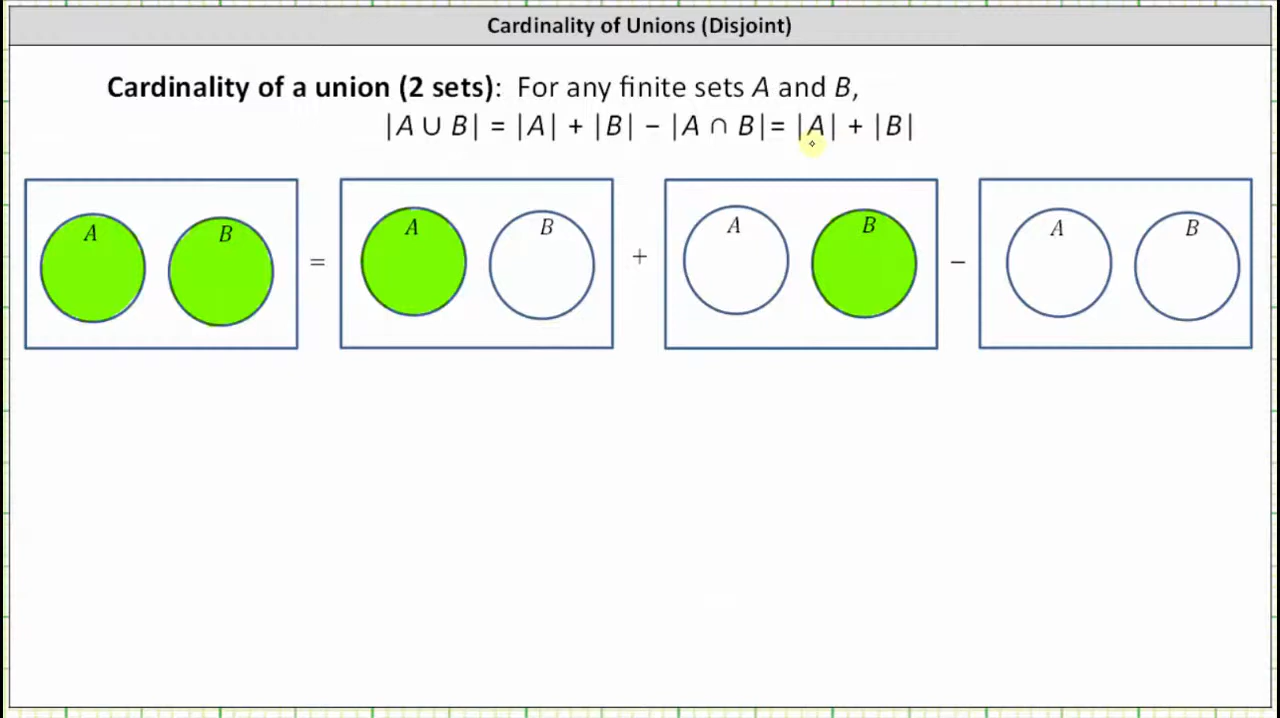 Cardinality of Unions (Disjoint)
Cardinality of a union (2 sets): For any finite sets A and B,
|A ∪ B| = |A| + |B| − |A ∩ B|= |A| + |B|
A B = A B + A B − A B